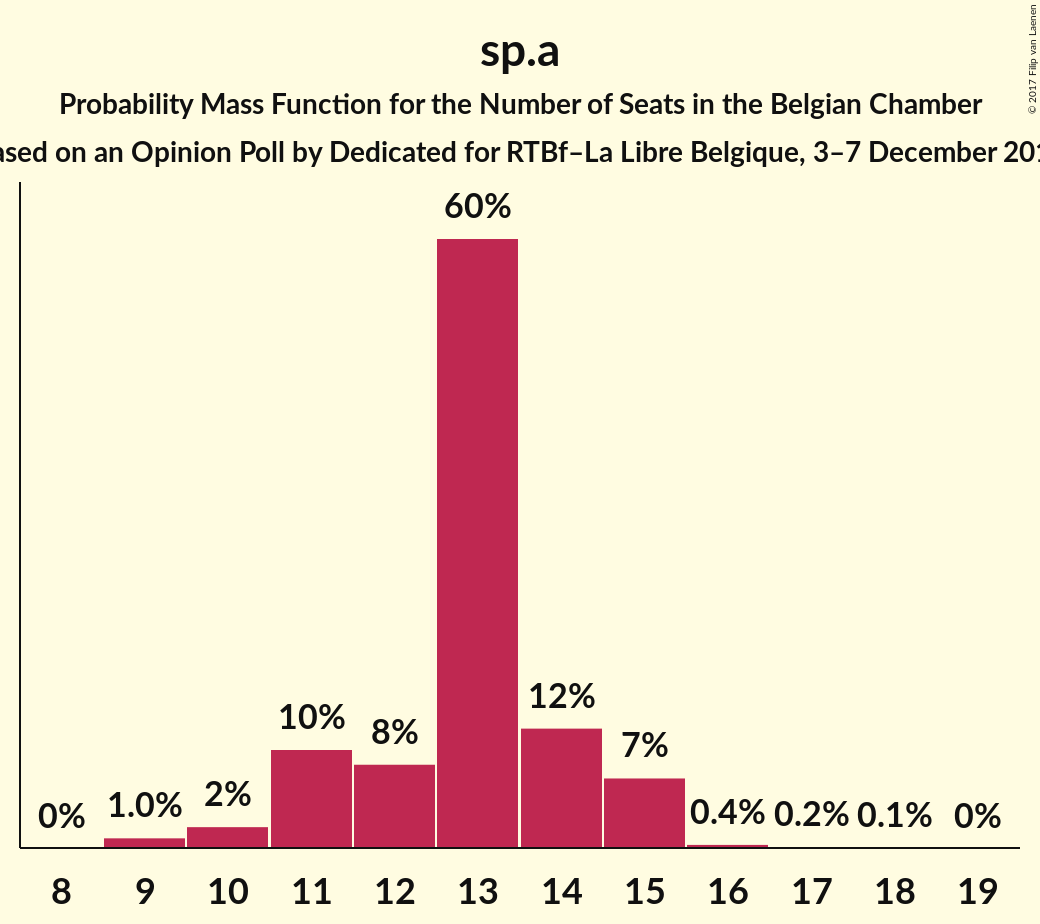 sp.a
Probability Mass Function for the Number of Seats in the Belgian Chamber
on an Opinion Poll by Dedicated for RTBf–La Libre Belgique, 3–7 December
© 2017 Filip van Laenen
60%
12%
10%
8%
7%
2%
1.0%
0%
0.4%
0.2%
0.1%
0%
8 9 10 11 12 13 14 15 16 17 18 19